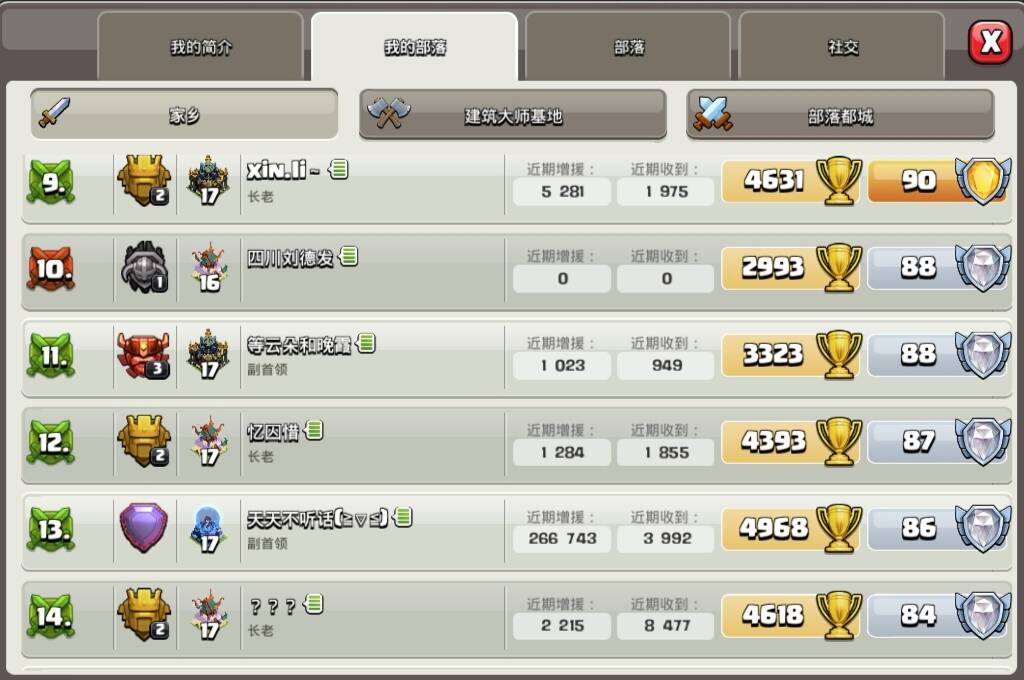 我的简介
我的部落
部落
社交
X
家乡
建筑大师基地
部落都城
9.
2
17
xin.li~
长老
近期增援：
5 281
近期收到：
1 975
4631
90
10.
1
16
四川刘德发
近期增援：
0
近期收到：
0
2993
88
11.
3
17
等云朵和晚霞
副首领
近期增援：
1 023
近期收到：
949
3323
88
12.
2
17
忆囚惜
长老
近期增援：
1 284
近期收到：
1 855
4393
87
13.
17
天天不听话(≧▽≦)
副首领
近期增援：
266 743
近期收到：
3 992
4968
86
14.
2
17
？？？
长老
近期增援：
2 215
近期收到：
8 477
4618
84